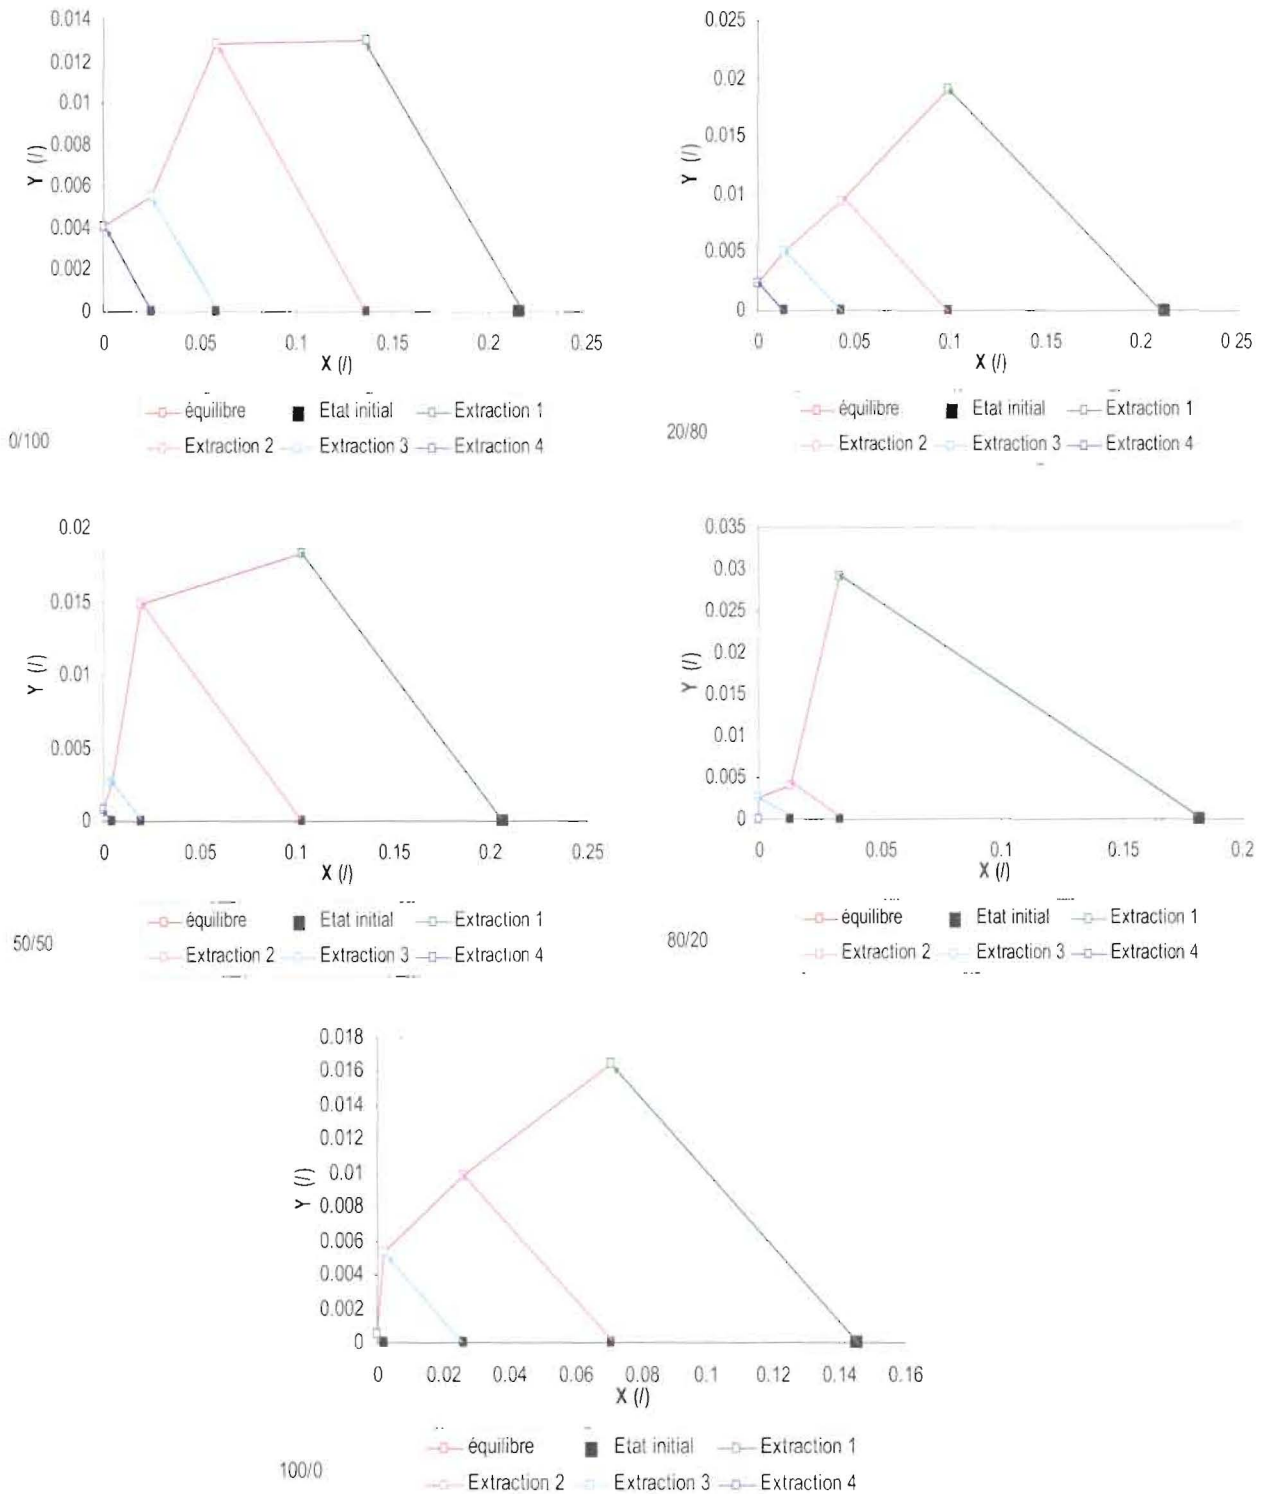 0.014
0.012
0.01
0.008
0.006
0.004
0.002
0
Y (/)
0 0.05 0.1 0.15 0.2 0.25
X (/)
équilibre Etat initial Extraction 1
Extraction 2 Extraction 3 Extraction 4
0/100
0.025
0.02
0.015
0.01
0.005
0
Y (/)
0 0.05 0.1 0.15 0.2 0 25
X (/)
équilibre Etat initial Extraction 1
Extraction 2 Extraction 3 Extraction 4
20/80
0.02
0.015
0.01
0.005
0
Y (/)
0 0.05 0.1 0.15 0.2 0.25
X (/)
équilibre Etat initial Extraction 1
Extraction 2 Extraction 3 Extraction 4
50/50
0.035
0.03
0.025
0.02
0.015
0.01
0.005
0
Y (/)
0 0.05 0.1 0.15 0.2
X (/)
équilibre Etat initial Extraction 1
Extraction 2 Extraction 3 Extraction 4
80/20
0.018
0.016
0.014
0.012
0.01
0.008
0.006
0.004
0.002
0
Y (/)
0 0.02 0.04 0.06 0.08 0.1 0.12 0.14 0.16
X (/)
équilibre Etat initial Extraction 1
Extraction 2 Extraction 3 Extraction 4
100/0